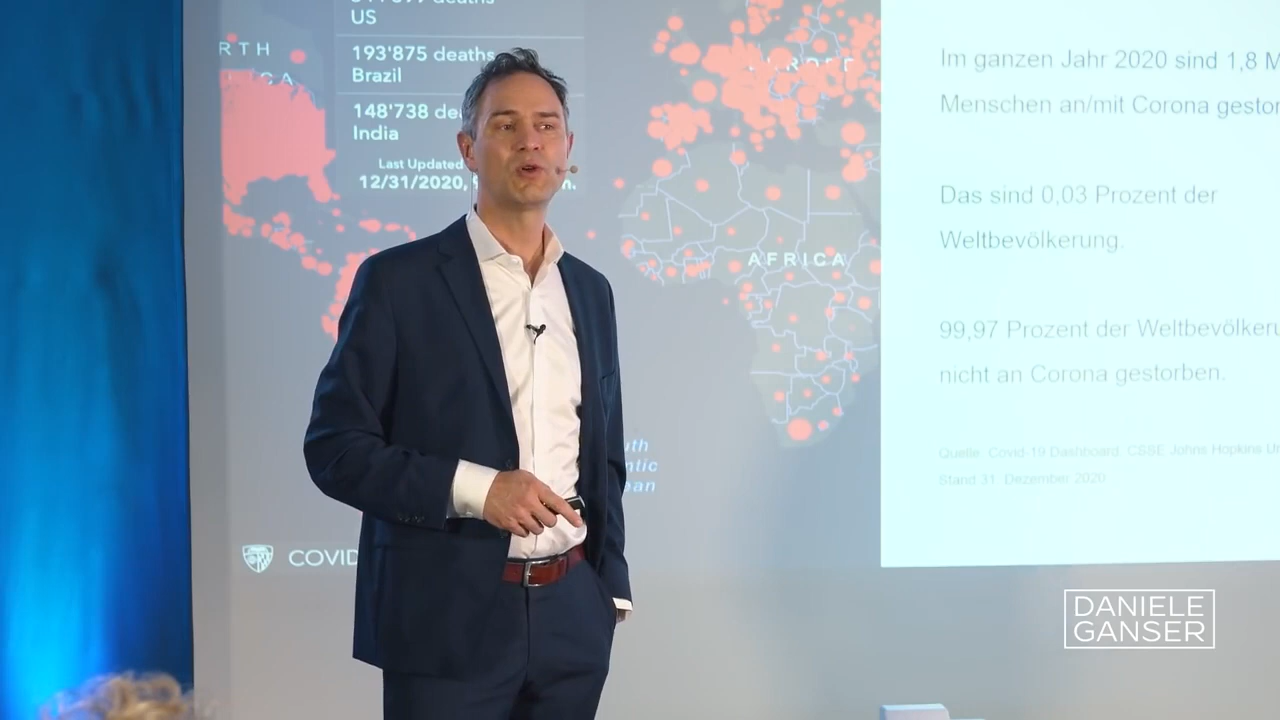 US
193'875 deaths
Brazil
148'738
India
Last Updated
12/31/2020,
RTH
CA
AFRICA
COVID
Im ganzen Jahr 2020 sind 1,8 M
Menschen an/mit Corona gestor
Das sind 0,03 Prozent der
Weltbevölkerung.
99,97 Prozent der Weltbevölkeru
nicht an Corona gestorben.
Quelle: Covid-19 Dashboard, CSSE Johns Hopkins Un
Stand 31. Dezember 2020
DANIELE
GANSER